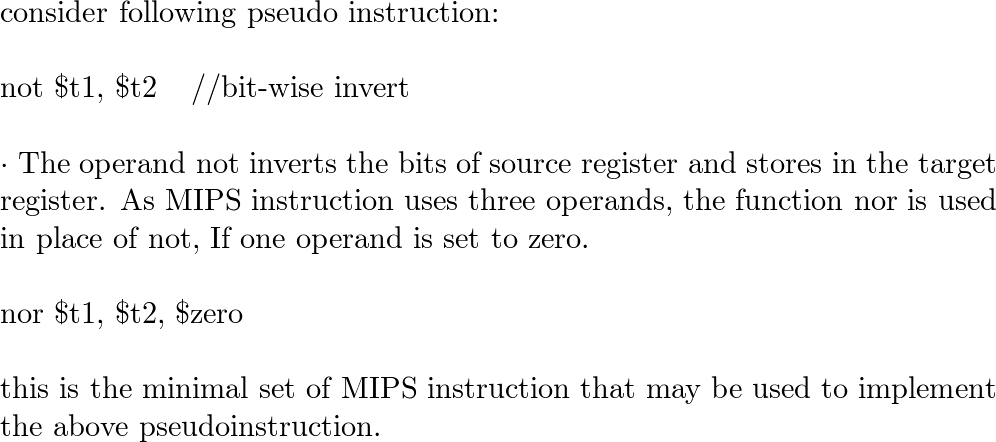 consider following pseudo instruction:
not $t1, $t2 //bit-wise invert
· The operand not inverts the bits of source register and stores in the target
register. As MIPS instruction uses three operands, the function nor is used
in place of not, If one operand is set to zero.
nor $t1, $t2, $zero
this is the minimal set of MIPS instruction that may be used to implement
the above pseudoinstruction.